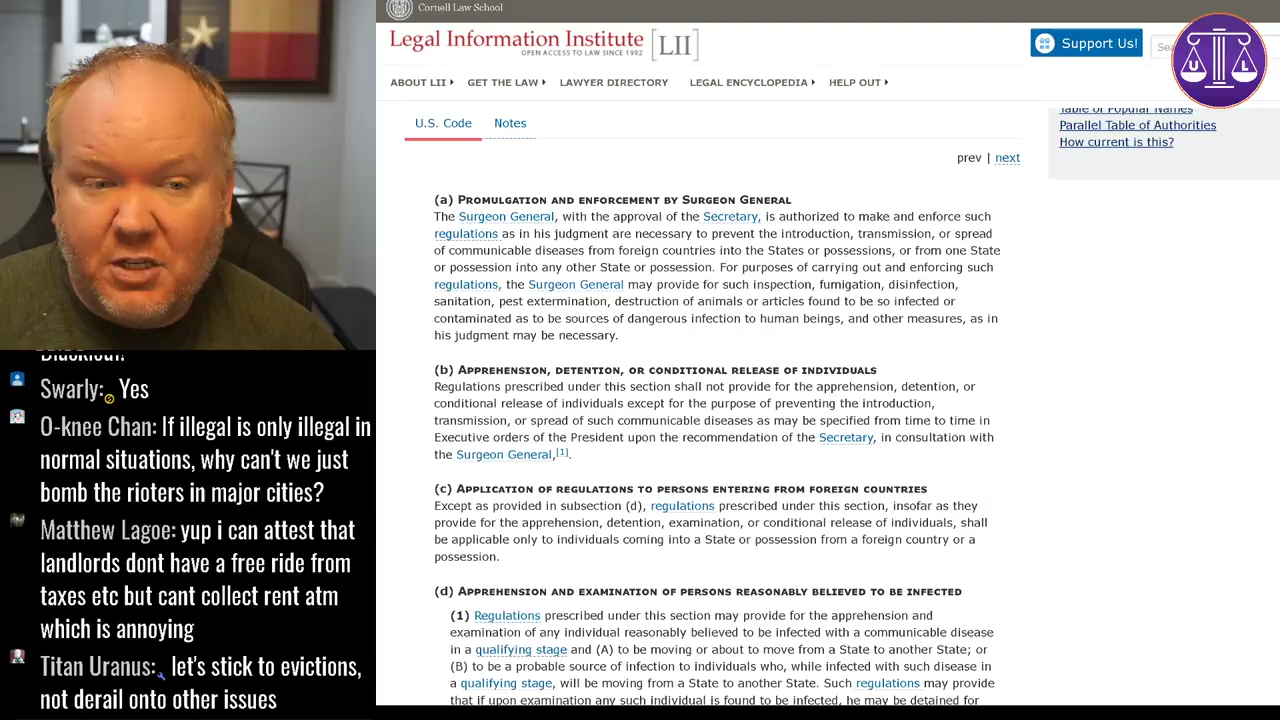 Cornell Law School
Legal Information Institute [LII]
OPEN ACCESS TO LAW SINCE 1992
Support Us!
Sea
U L
ABOUT LII GET THE LAW LAWYER DIRECTORY LEGAL ENCYCLOPEDIA HELP OUT
U.S. Code Notes
Table of Popular Names
Parallel Table of Authorities
How current is this?
prev | next
(a) Promulgation and enforcement by Surgeon General
The Surgeon General, with the approval of the Secretary, is authorized to make and enforce such
regulations as in his judgment are necessary to prevent the introduction, transmission, or spread
of communicable diseases from foreign countries into the States or possessions, or from one State
or possession into any other State or possession. For purposes of carrying out and enforcing such
regulations, the Surgeon General may provide for such inspection, fumigation, disinfection,
sanitation, pest extermination, destruction of animals or articles found to be so infected or
contaminated as to be sources of dangerous infection to human beings, and other measures, as in
his judgment may be necessary.
(b) Apprehension, detention, or conditional release of individuals
Regulations prescribed under this section shall not provide for the apprehension, detention, or
conditional release of individuals except for the purpose of preventing the introduction,
transmission, or spread of such communicable diseases as may be specified from time to time in
Executive orders of the President upon the recommendation of the Secretary, in consultation with
the Surgeon General,[1].
(c) Application of regulations to persons entering from foreign countries
Except as provided in subsection (d), regulations prescribed under this section, insofar as they
provide for the apprehension, detention, examination, or conditional release of individuals, shall
be applicable only to individuals coming into a State or possession from a foreign country or a
possession.
(d) Apprehension and examination of persons reasonably believed to be infected
(1) Regulations prescribed under this section may provide for the apprehension and
examination of any individual reasonably believed to be infected with a communicable disease
in a qualifying stage and (A) to be moving or about to move from a State to another State; or
(B) to be a probable source of infection to individuals who, while infected with such disease in
a qualifying stage, will be moving from a State to another State. Such regulations may provide
that if upon examination any such individual is found to be infected, he may be detained for
Swarly: Yes
O-knee Chan: If illegal is only illegal in
normal situations, why can't we just
bomb the rioters in major cities?
Matthew Lagoe: yup i can attest that
landlords dont have a free ride from
taxes etc but cant collect rent atm
which is annoying
Titan Uranus: let's stick to evictions,
not derail onto other issues